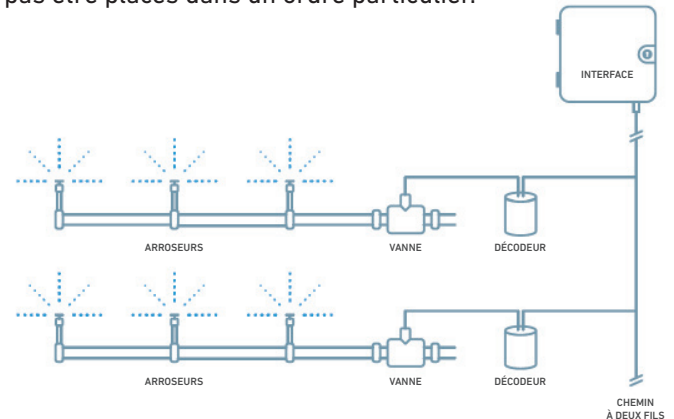 pas être placés dans un ordre particulier.
INTERFACE
ARROSEURS
VANNE
DÉCODEUR
ARROSEURS
VANNE
DÉCODEUR
CHEMIN
À DEUX FILS